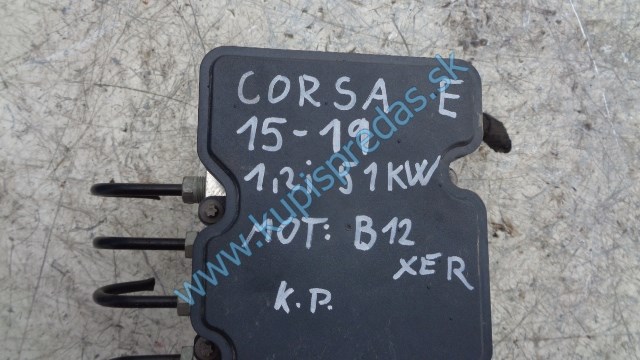 CORSA E
15-19
1,2i 51KW
MOT: B12
XER
K.P.
www.kupispredas.sk